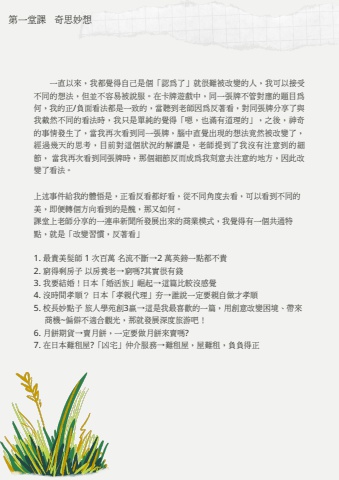 第一堂課 奇思妙想
一直以來，我都覺得自己是個「認爲了」就很難被改變的人，我可以接受
不同的想法，但並不容易被說服。在卡牌遊戲中，同一張牌不管對應的題目爲
何，我的正/負面看法都是一致的，當聽到老師因爲反著看，對同張牌分享了與
我截然不同的看法時，我只是單純的覺得「嗯，也滿有道理的」，之後，神奇
的事情發生了，當我再次看到同一張牌，腦中直覺出現的想法竟然被改變了，
經過幾天的思考，目前對這個狀況的解讀是，老師提到了我沒有注意到的細
節， 當我再次看到同張牌時，那個細節反而成爲我刻意去注意的地方，因此改
變了看法。
上述事件給我的體悟是，正看反看都好看。從不同角度去看，可以看到不同的
美，即便轉個方向看到的是醜，那又如何。
課堂上老師分享的一連串新聞所發展出來的商業模式，我覺得有一個共通特
點，就是「改變習慣，反著看」
1. 最貴美髮師 1 次百萬 名流不斷→2 萬英鎊一點都不貴
2. 窮得剩房子 以房養老→窮嗎?其實很有錢
3. 我要結婚！日本「婚活族」崛起→這篇比較沒感覺
4. 沒時間孝順？ 日本「孝親代理」夯→誰說一定要親自做才孝順
5. 校長妙點子 旅人學苑創3贏→這是我最喜歡的一篇，用創意改變困境、帶來
商機~偏僻不適合觀光，那就發展深度旅游吧！
6. 月餅期貨→賣月餅，一定要做月餅來賣嗎?
7. 在日本難租屋?「凶宅」仲介服務→難租屋，屋難租，負負得正